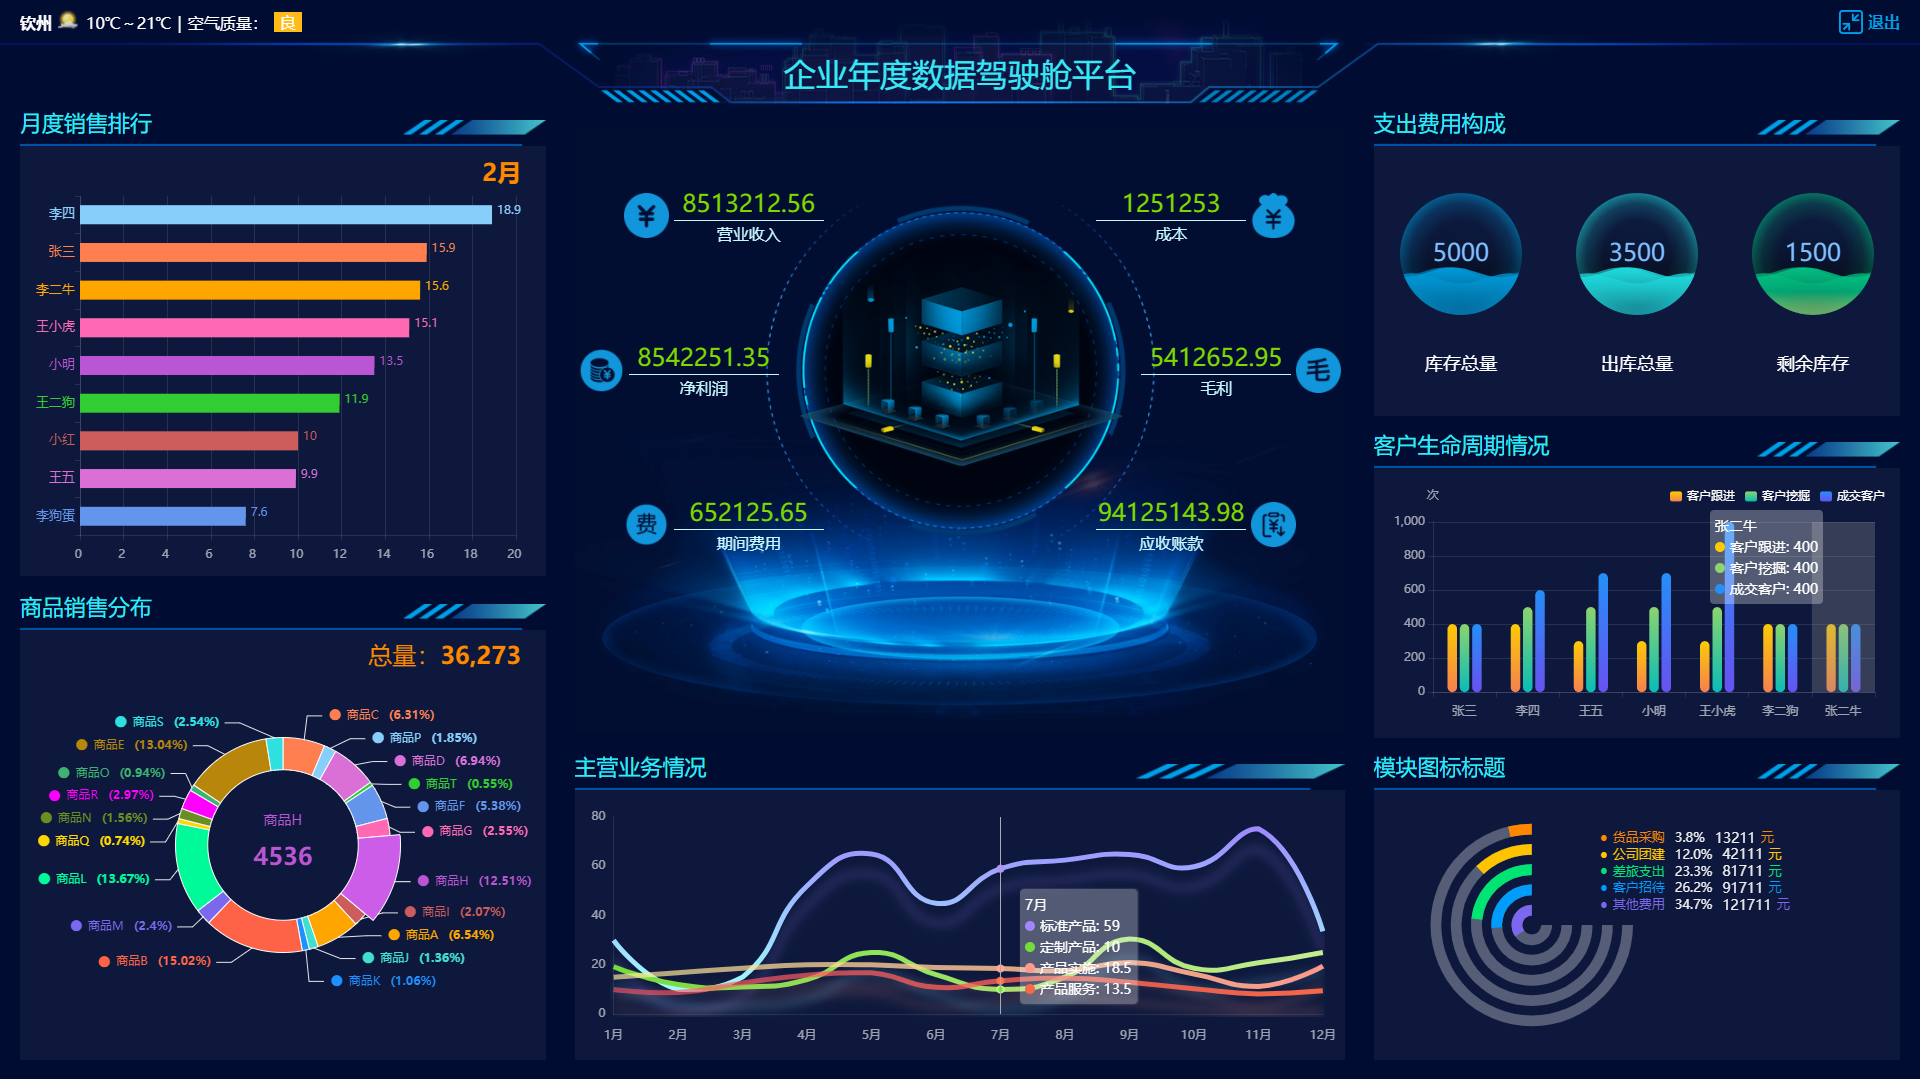 钦州 10℃～21℃ | 空气质量： 良
退出
企业年度数据驾驶舱平台
月度销售排行
2月
李四 18.9
张三 15.9
李二牛 15.6
王小虎 15.1
小明 13.5
王二狗 11.9
小红 10
王五 9.9
李狗蛋 7.6
0 2 4 6 8 10 12 14 16 18 20
商品销售分布
总量：36,273
商品C (6.31%)
商品P (1.85%)
商品D (6.94%)
商品T (0.55%)
商品F (5.38%)
商品G (2.55%)
商品H (12.51%)
商品I (2.07%)
商品A (6.54%)
商品J (1.36%)
商品K (1.06%)
商品B (15.02%)
商品M (2.4%)
商品L (13.67%)
商品Q (0.74%)
商品N (1.56%)
商品R (2.97%)
商品O (0.94%)
商品E (13.04%)
商品S (2.54%)
商品H
4536
¥ 8513212.56
营业收入
1251253 ¥
成本
¥ 8542251.35
净利润
5412652.95 毛
毛利
费 652125.65
期间费用
94125143.98 ¥
应收账款
主营业务情况
80
60
40
20
0
1月 2月 3月 4月 5月 6月 7月 8月 9月 10月 11月 12月
7月
标准产品: 59
定制产品: 10
产品实施: 18.5
产品服务: 13.5
支出费用构成
5000 3500 1500
库存总量 出库总量 剩余库存
客户生命周期情况
次
客户跟进 客户挖掘 成交客户
1,000
800
600
400
200
0
张三 李四 王五 小明 王小虎 李二狗 张二牛
张二牛
客户跟进: 400
客户挖掘: 400
成交客户: 400
模块图标标题
货品采购 3.8% 13211 元
公司团建 12.0% 42111 元
差旅支出 23.3% 81711 元
客户招待 26.2% 91711 元
其他费用 34.7% 121711 元